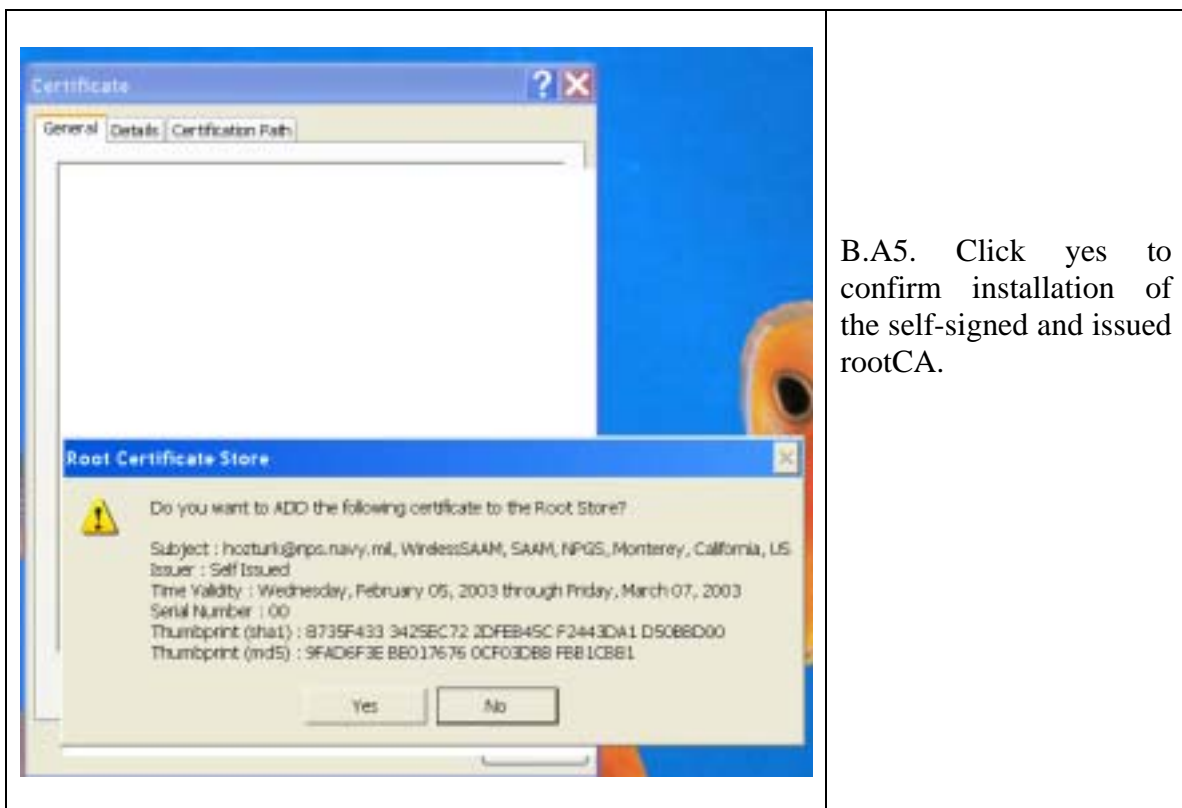 Certificate
General Details Certification Path
Root Certificate Store
Do you want to ADD the following certificate to the Root Store?
Subject : hozturk@nps.navy.mil, WirelessSAAM, SAAM, NPGS, Monterey, California, US
Issuer : Self Issued
Time Validity : Wednesday, February 05, 2003 through Friday, March 07, 2003
Serial Number : 00
Thumbprint (sha1) : 8735F433 3425EC72 2DFEB45C F2443DA1
Thumbprint (md5) : 9FAD6F3E BE017676 0CF03DB8
Yes No
B.A5. Click yes to
confirm installation of
the self-signed and issued
rootCA.